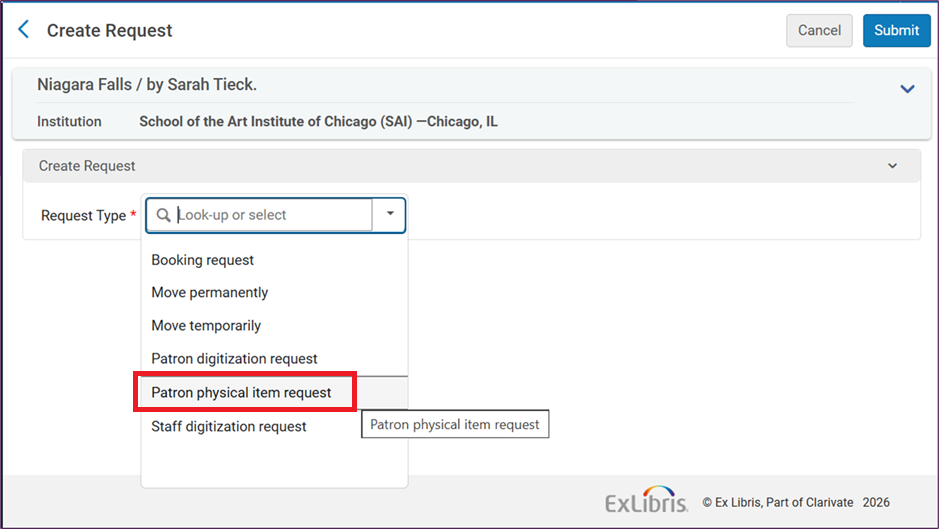 Create Request
Cancel
Submit
Niagara Falls / by Sarah Tieck.
Institution School of the Art Institute of Chicago (SAI) —Chicago, IL
Create Request
Request Type * Look-up or select
Booking request
Move permanently
Move temporarily
Patron digitization request
Patron physical item request
Patron physical item request
Staff digitization request
ExLibris. © Ex Libris, Part of Clarivate 2026